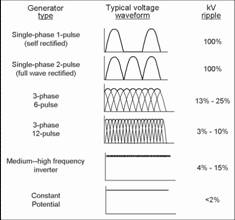 Generator type Typical voltage waveform kV ripple
Single-phase 1-pulse
(self rectified) 100%
Single-phase 2-pulse
(full wave rectified) 100%
3-phase
6-pulse 13% - 25%
3-phase
12-pulse 3% - 10%
Medium–high frequency
inverter 4% - 15%
Constant
Potential <2%